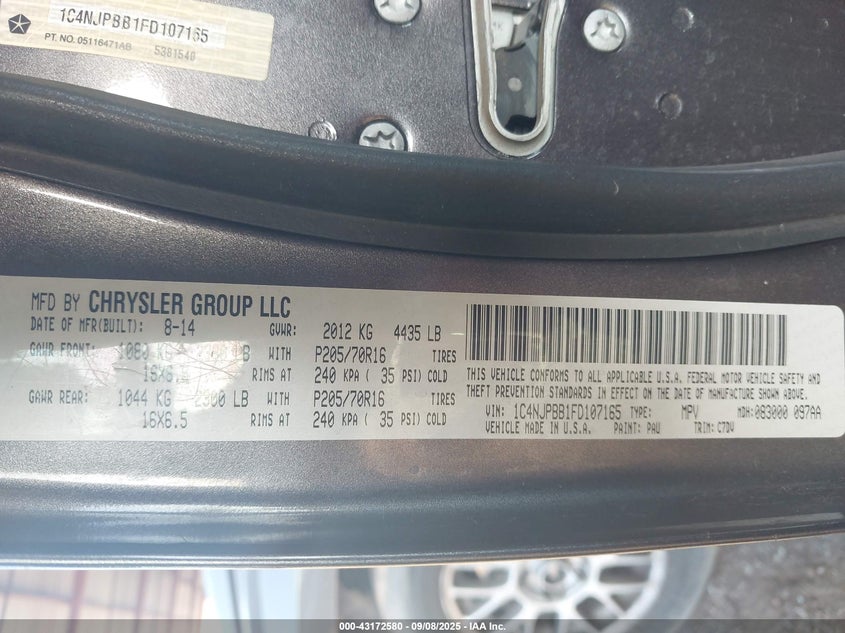 1C4NJPBB1FD107165
PT. NO. 05116471AB 5381540
MFD BY CHRYSLER GROUP LLC
DATE OF MFR(BUILT): 8-14 GVWR: 2012 KG 4435 LB
GAWR FRONT: 1080 KG LB WITH P205/70R16 TIRES
16X6.5 RIMS AT 240 KPA ( 35 PSI) COLD
GAWR REAR: 1044 KG 2300 LB WITH P205/70R16 TIRES
16X6.5 RIMS AT 240 KPA ( 35 PSI) COLD
THIS VEHICLE CONFORMS TO ALL APPLICABLE U.S.A. FEDERAL MOTOR VEHICLE SAFETY AND
THEFT PREVENTION STANDARDS IN EFFECT ON THE DATE OF MANUFACTURE SHOWN ABOVE.
VIN: 1C4NJPBB1FD107165 TYPE: MPV MDH: 083000 097AA
VEHICLE MADE IN U.S.A. PAINT: PAU TRIM: C7DV
000-43172580 - 09/08/2025 - IAA Inc.